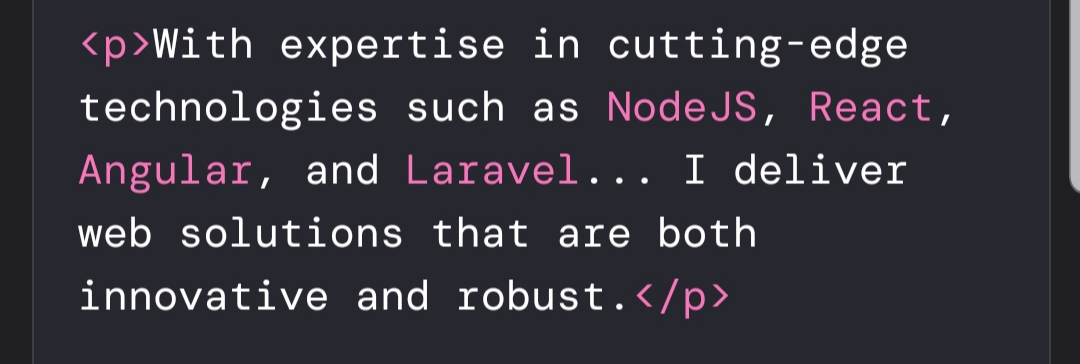 <p>With expertise in cutting-edge
technologies such as NodeJS, React,
Angular, and Laravel... I deliver
web solutions that are both
innovative and robust.</p>